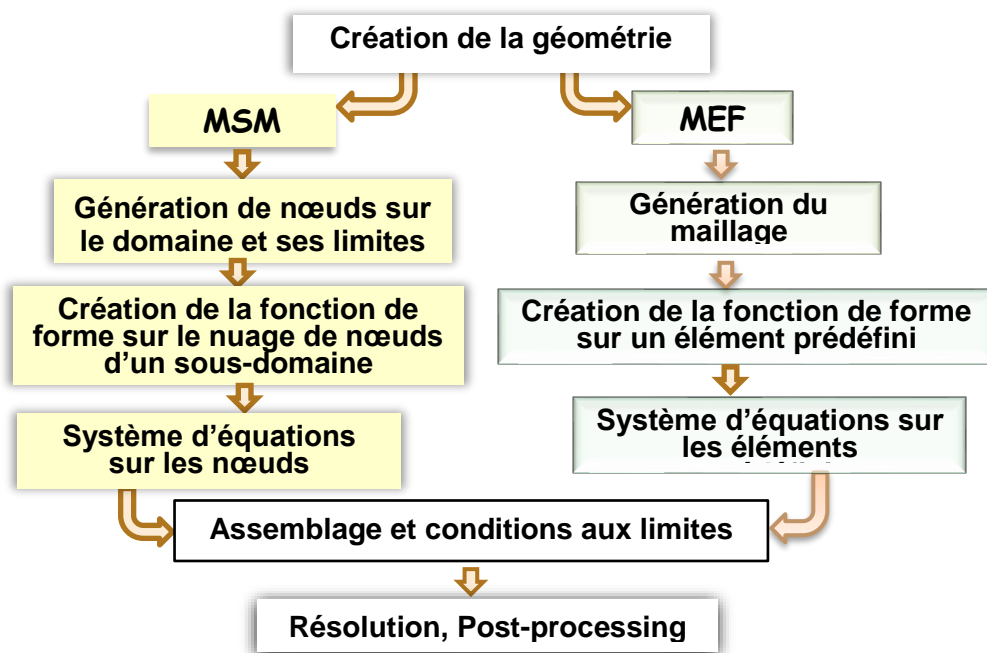 Création de la géométrie
MSM
MEF
Génération de nœuds sur
le domaine et ses limites
Génération du
maillage
Création de la fonction de
forme sur le nuage de nœuds
d’un sous-domaine
Création de la fonction de forme
sur un élément prédéfini
Système d’équations
sur les nœuds
Système d’équations sur
les éléments
Assemblage et conditions aux limites
Résolution, Post-processing